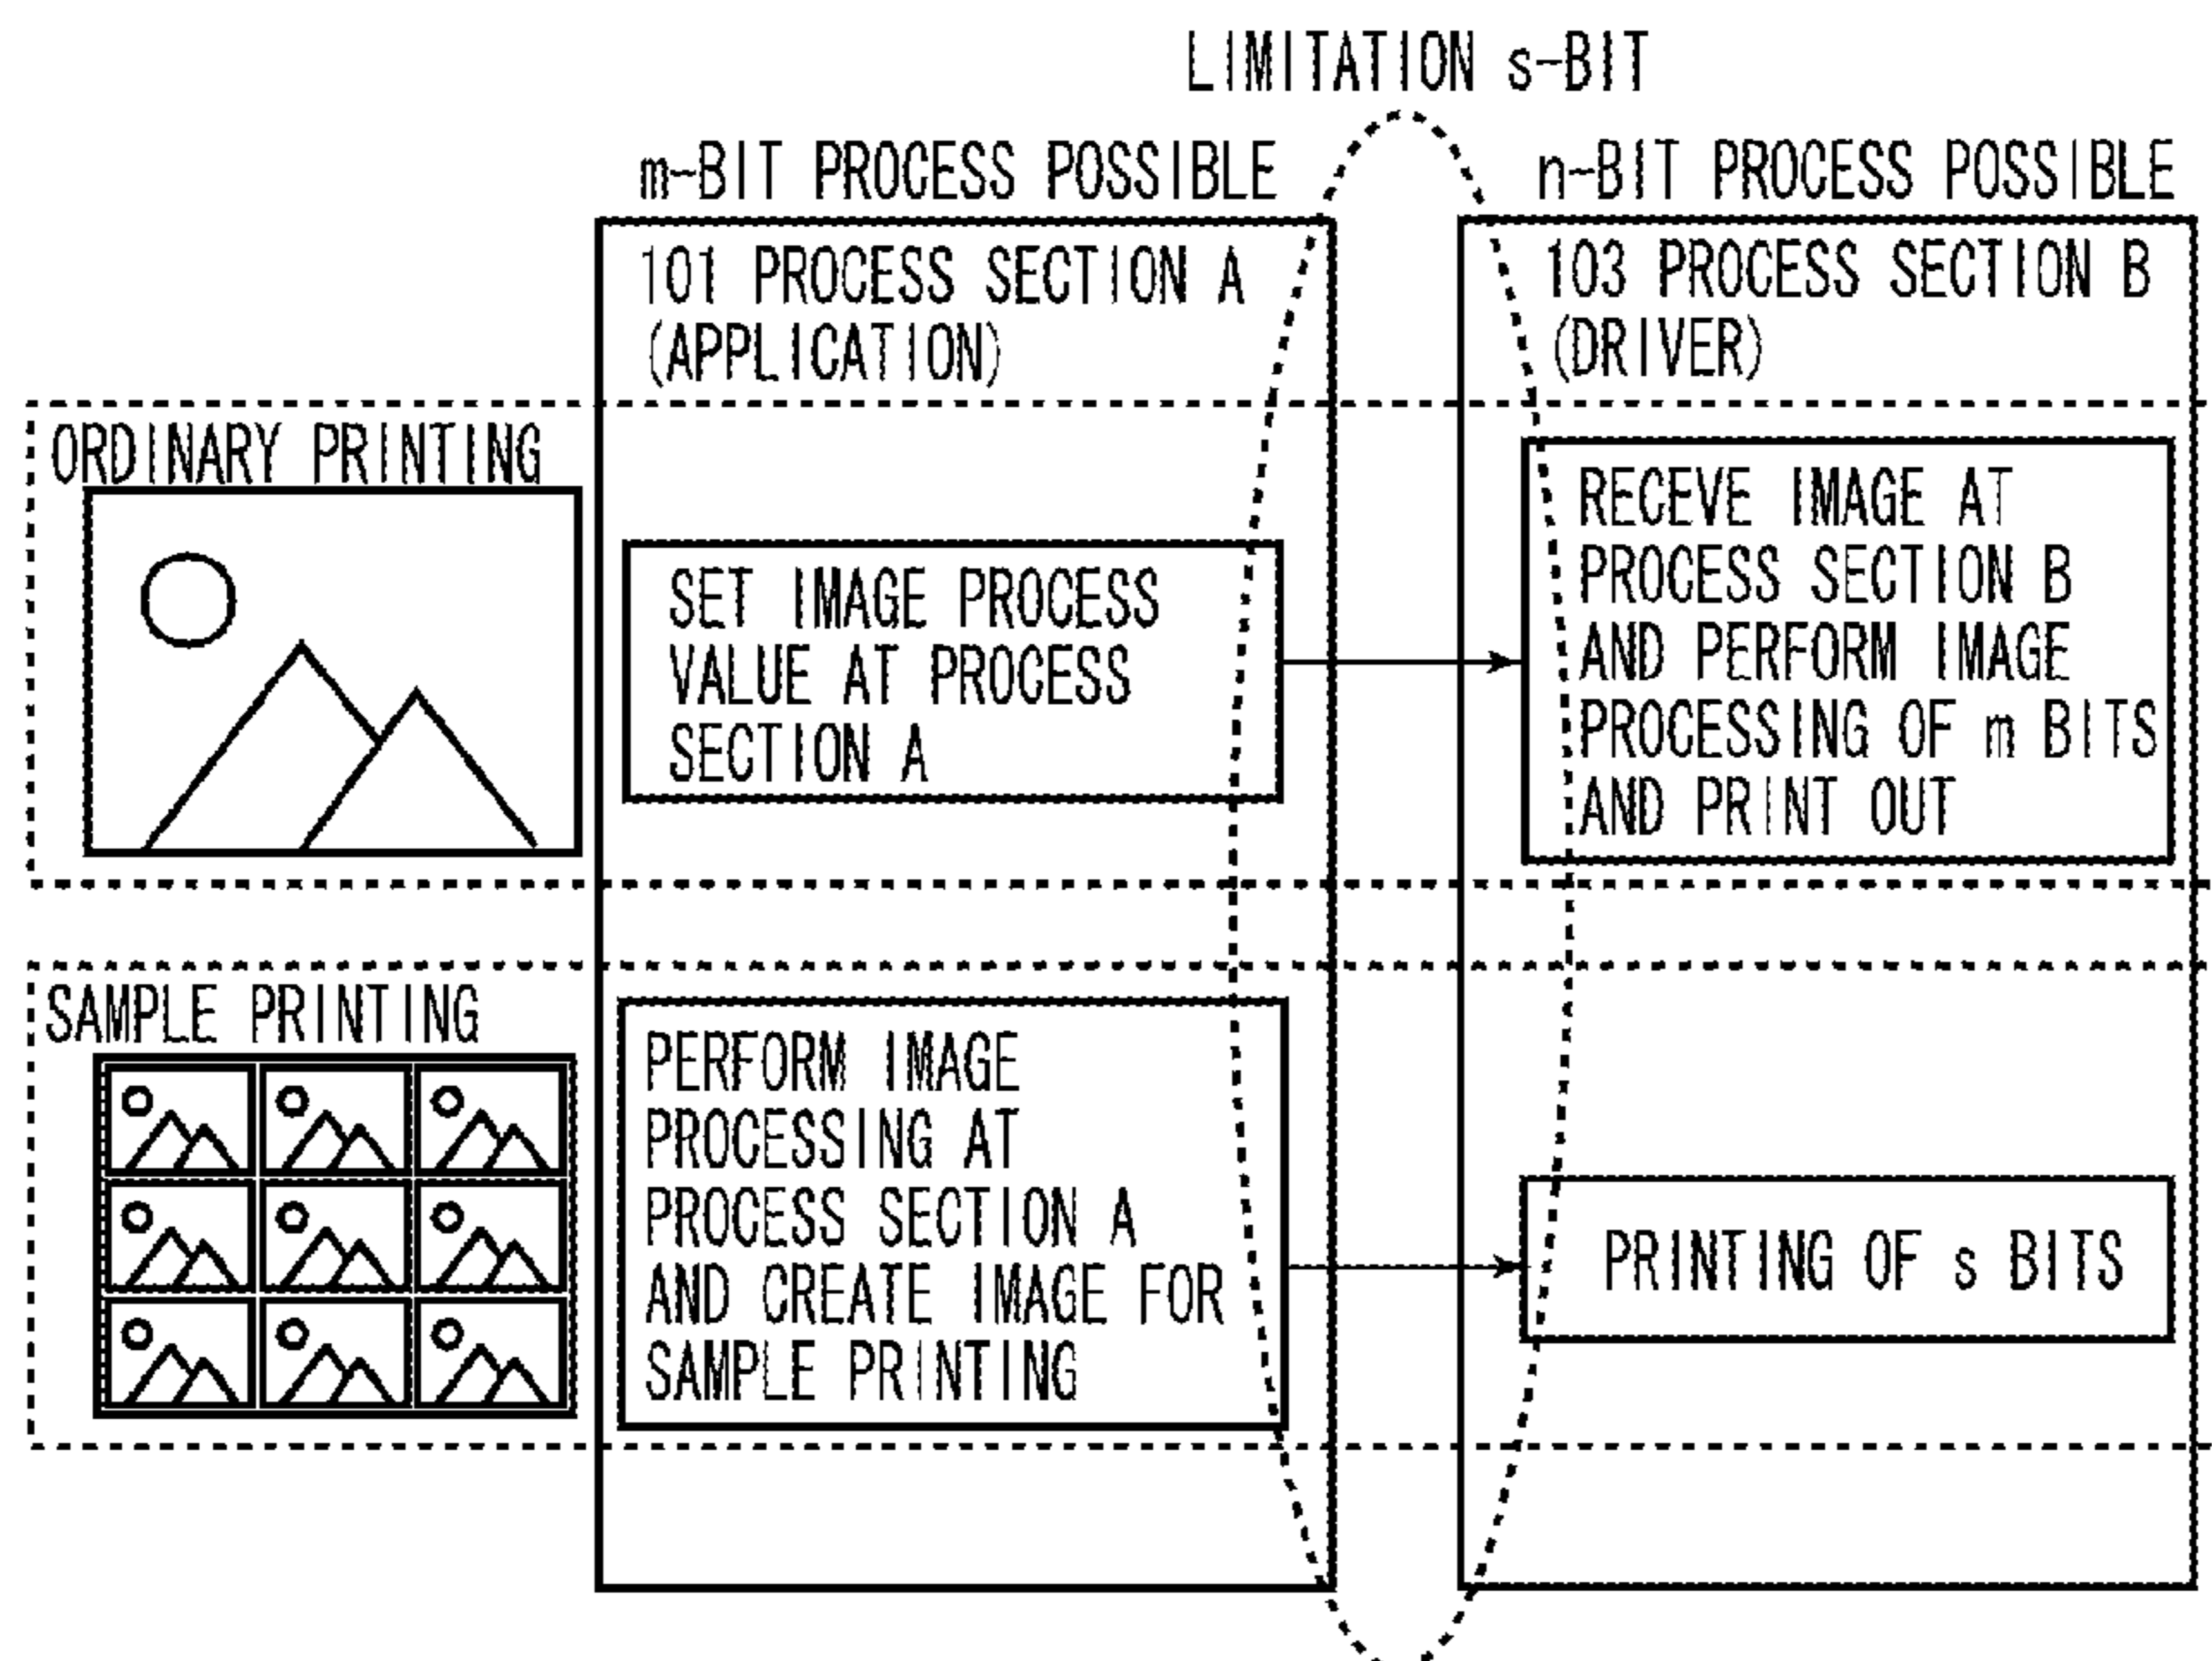 LIMITATION s-BIT
m-BIT PROCESS POSSIBLE
n-BIT PROCESS POSSIBLE
101 PROCESS SECTION A
(APPLICATION)
103 PROCESS SECTION B
(DRIVER)
ORDINARY PRINTING
SET IMAGE PROCESS
VALUE AT PROCESS
SECTION A
RECEVE IMAGE AT
PROCESS SECTION B
AND PERFORM IMAGE
PROCESSING OF m BITS
AND PRINT OUT
SAMPLE PRINTING
PERFORM IMAGE
PROCESSING AT
PROCESS SECTION A
AND CREATE IMAGE FOR
SAMPLE PRINTING
PRINTING OF s BITS